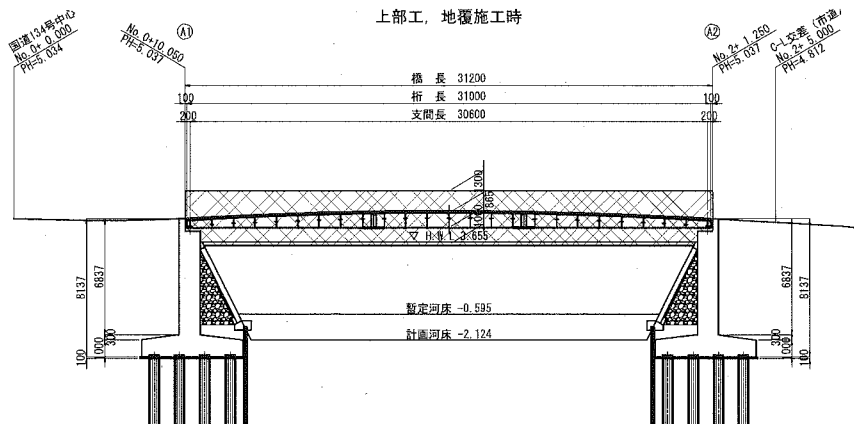 上部工, 地覆施工時
国道134号中心
No.0+ 0.000
PH=5.034
A1
No.0+10.050
PH=5.037
A2
No.2+ 1.250
PH=5.037
C-L交差 (市道)
No.2+ 5.000
PH=4.812
橋 長 31200
100 桁 長 31000 100
200 支間長 30600 200
1300
865
1000
▽ H.W.L 3.655
8137
6837
300
1000
100
暫定河床 -0.595
計画河床 -2.124
6837
8137
300
1000
100